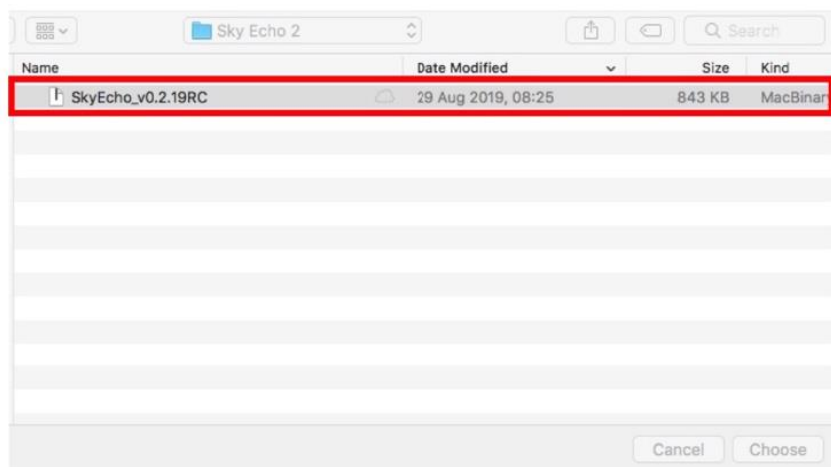 Sky Echo 2 Search
Name Date Modified Size Kind
SkyEcho_v0.2.19RC 29 Aug 2019, 08:25 843 KB MacBinar
Cancel Choose